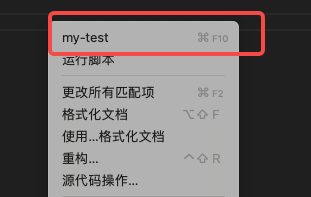 my-test ⌘ F10
运行脚本
更改所有匹配项 ⌘ F2
格式化文档 ⌥⇧ F
使用...格式化文档
重构... ^⇧ R
源代码操作...